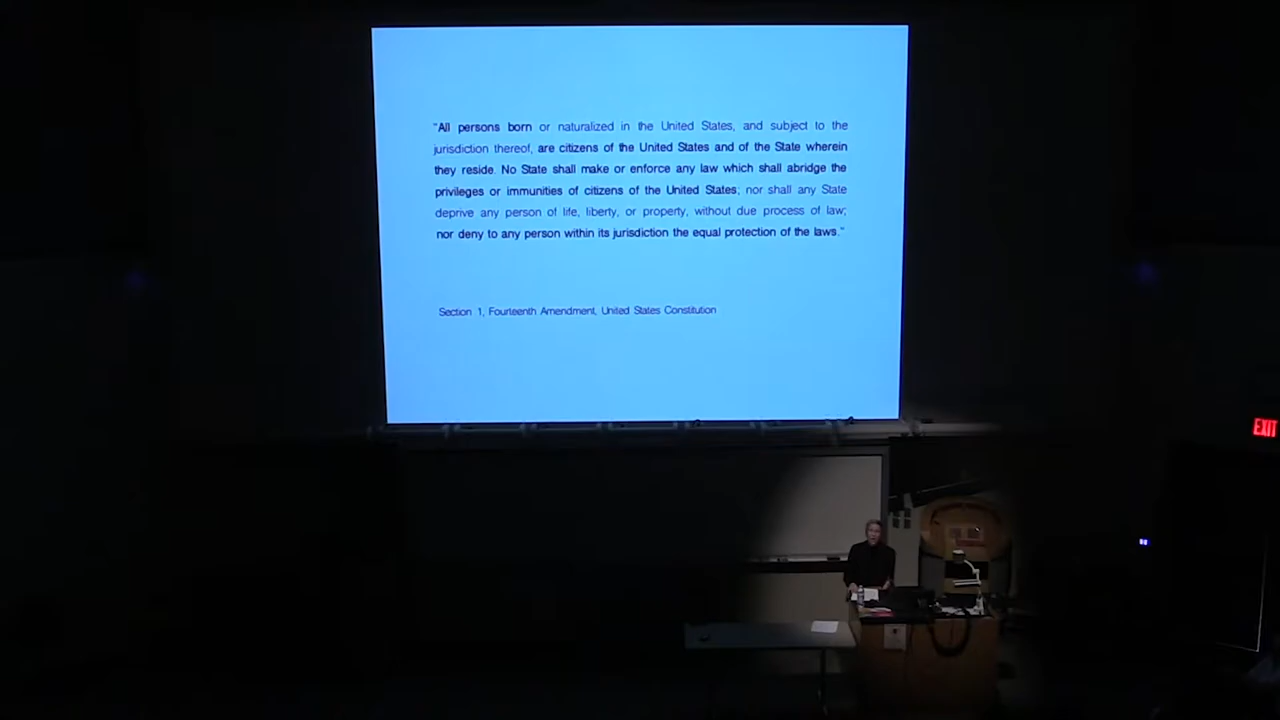 "All persons born or naturalized in the United States, and subject to the
jurisdiction thereof, are citizens of the United States and of the State wherein
they reside. No State shall make or enforce any law which shall abridge the
privileges or immunities of citizens of the United States; nor shall any State
deprive any person of life, liberty, or property, without due process of law;
nor deny to any person within its jurisdiction the equal protection of the laws."
Section 1, Fourteenth Amendment, United States Constitution
EXIT